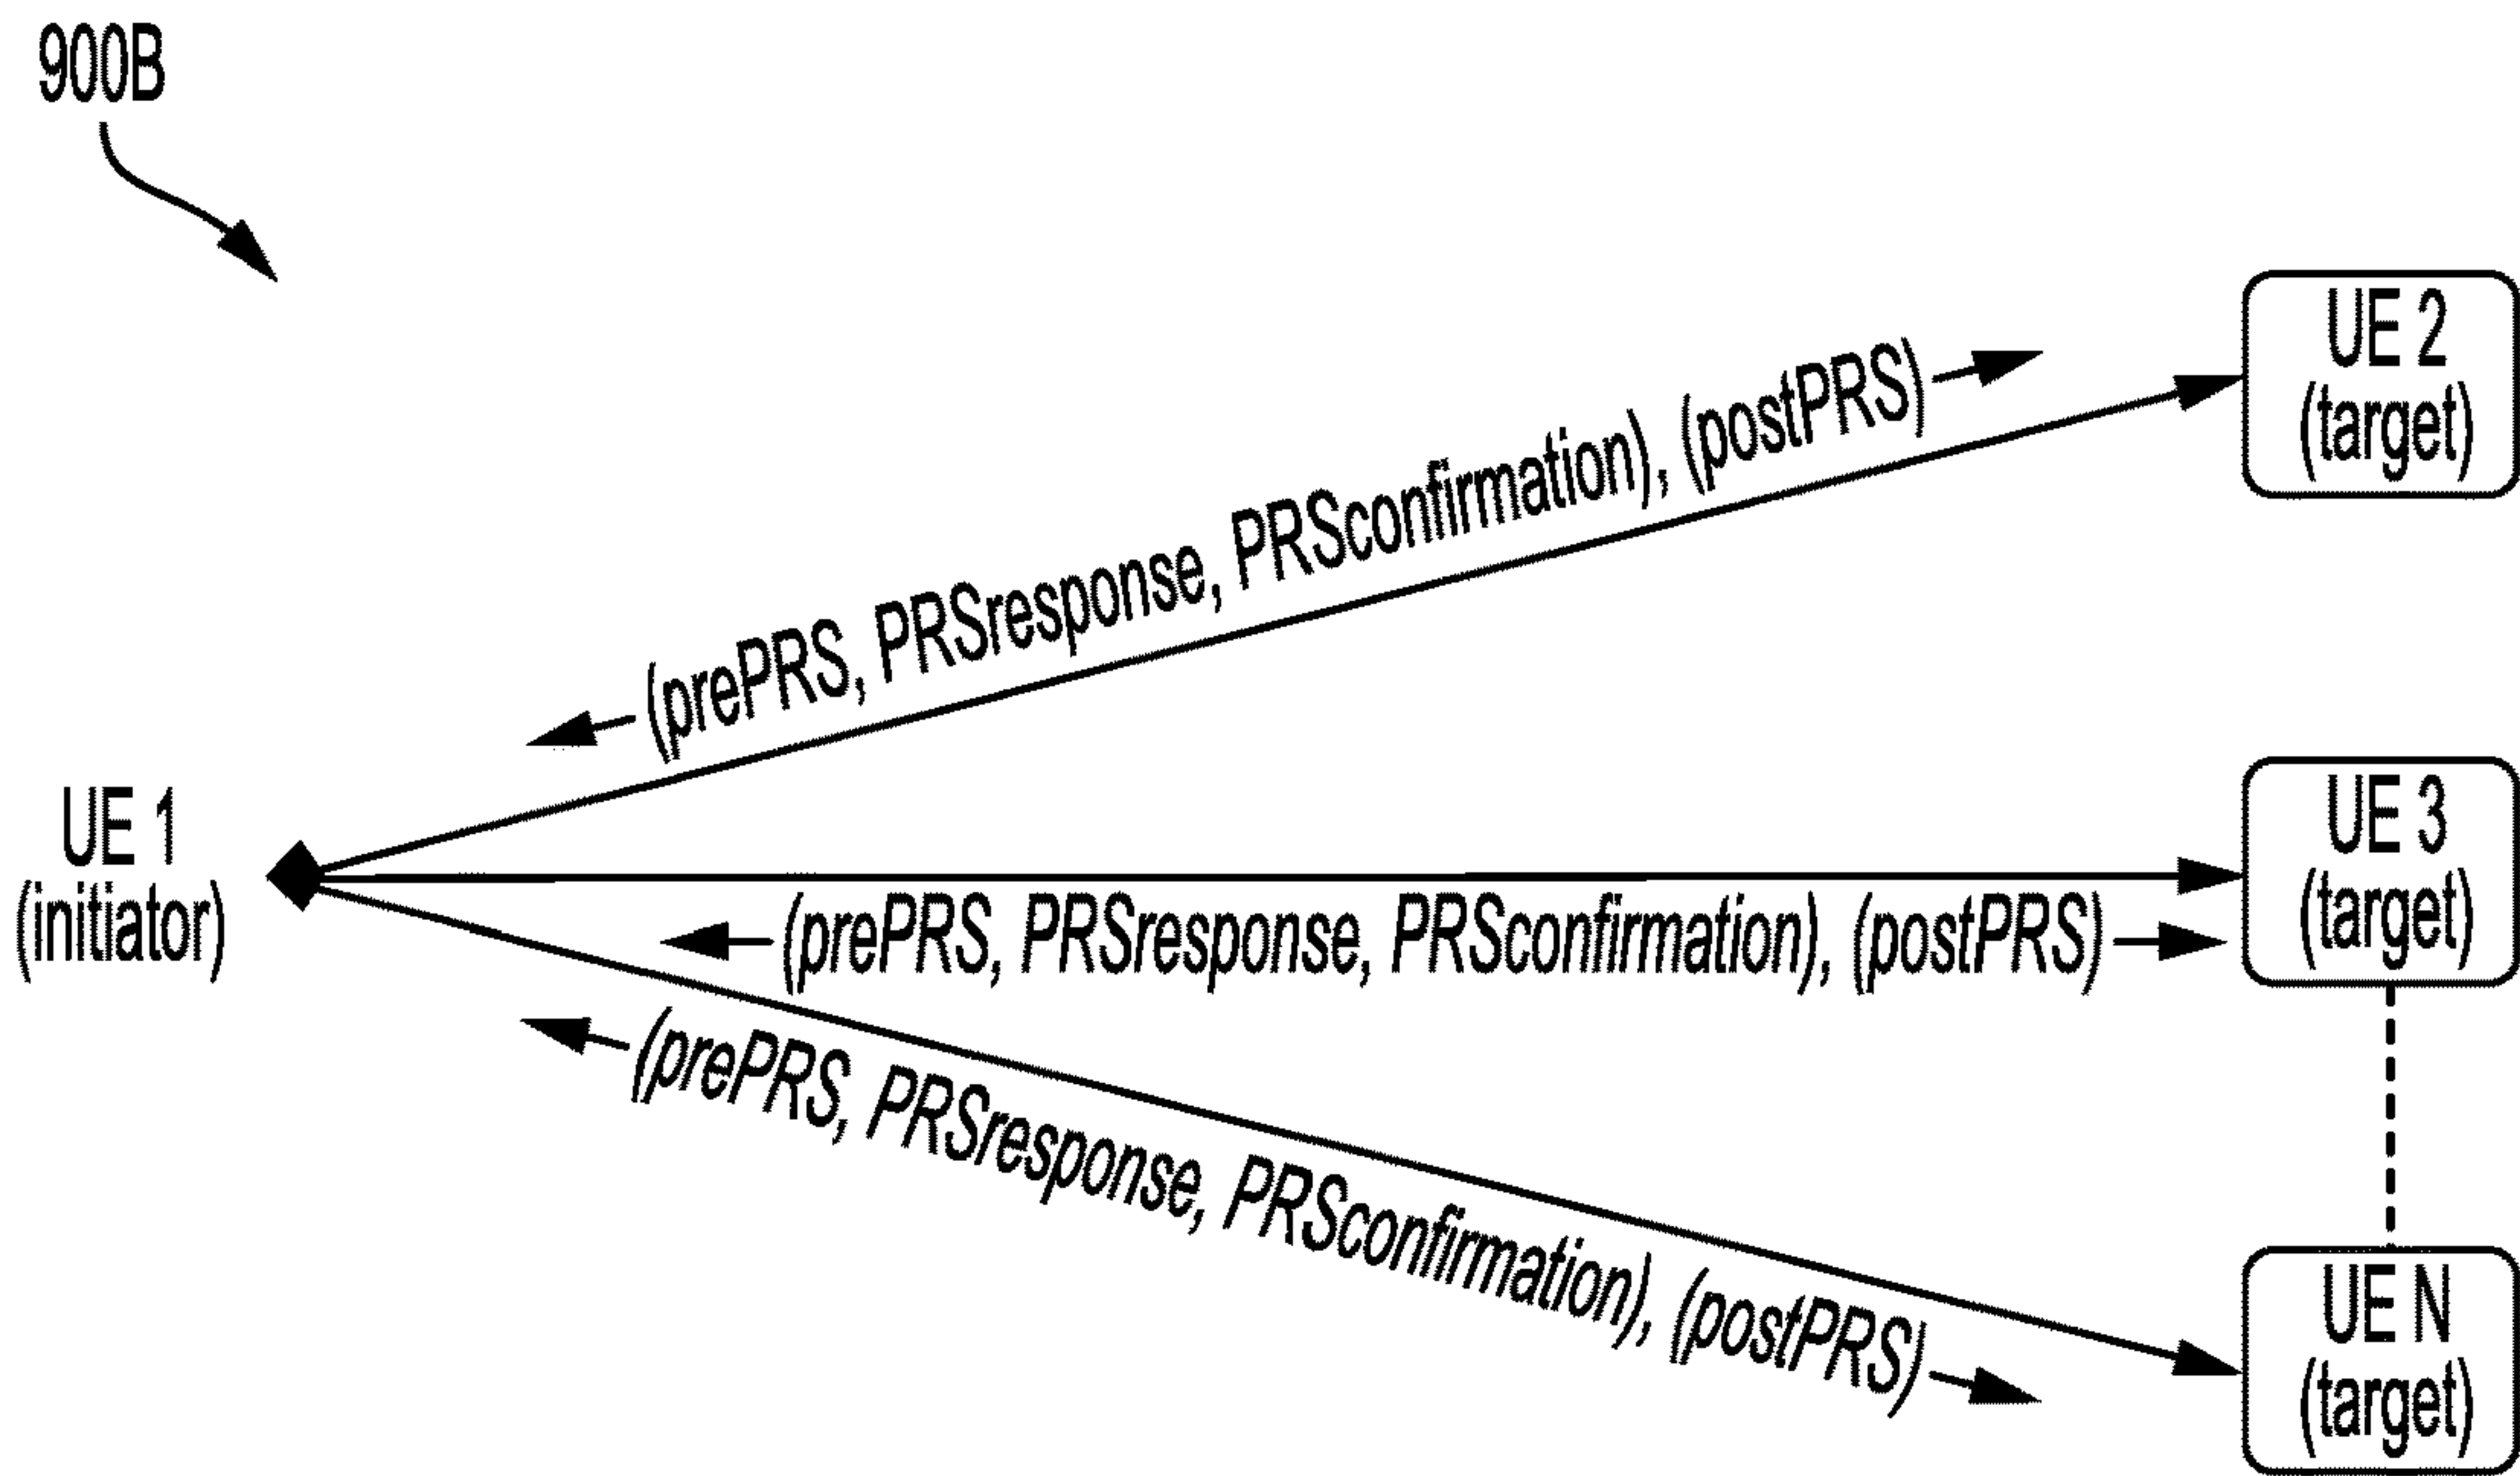 900B
UE 2
(target)
(prePRS, PRSresponse, PRSconfirmation), (postPRS)
UE 1
(initiator)
UE 3
(target)
(prePRS, PRSresponse, PRSconfirmation), (postPRS)
(prePRS, PRSresponse, PRSconfirmation), (postPRS)
UE N
(target)